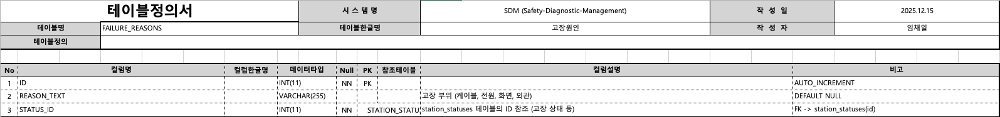 테이블정의서 시 스 템 명 SDM (Safety-Diagnostic-Management) 작 성 일 2025.12.15
테이블명 FAILURE_REASONS 테이블한글명 고장원인 작 성 자 임채일
테이블정의
No 컬럼명 컬럼한글명 데이터타입 Null PK 참조테이블 컬럼설명 비고
1 ID INT(11) NN PK AUTO_INCREMENT
2 REASON_TEXT VARCHAR(255) 고장 부위 (케이블, 전원, 화면, 외관) DEFAULT NULL
3 STATUS_ID INT(11) NN STATION_STATU station_statuses 테이블의 ID 참조 (고장 상태 등) FK -> station_statuses(id)